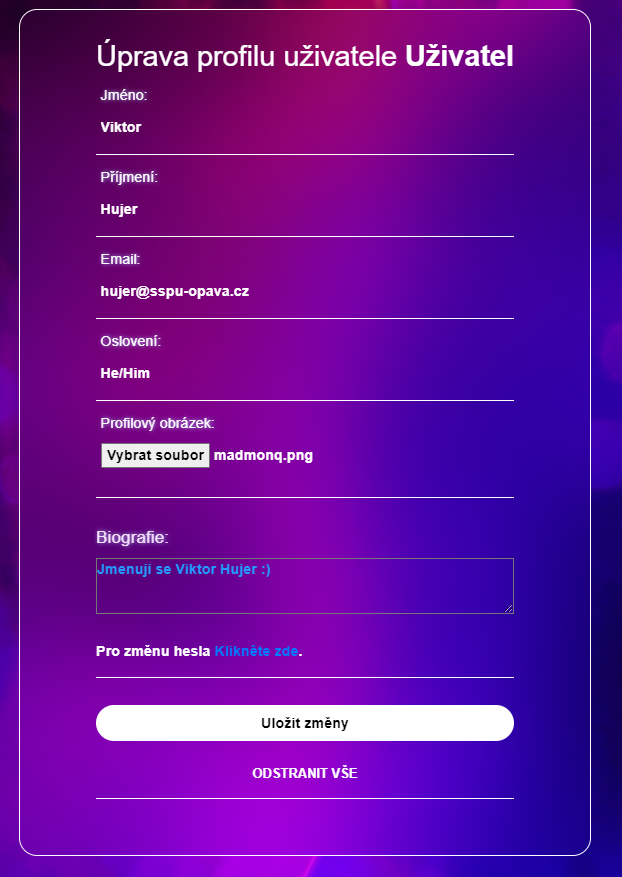 Úprava profilu uživatele Uživatel
Jméno:
Viktor
Příjmení:
Hujer
Email:
hujer@sspu-opava.cz
Oslovení:
He/Him
Profilový obrázek:
Vybrat soubor madmonq.png
Biografie:
Jmenuji se Viktor Hujer :)
Pro změnu hesla Klikněte zde.
Uložit změny
ODSTRANIT VŠE